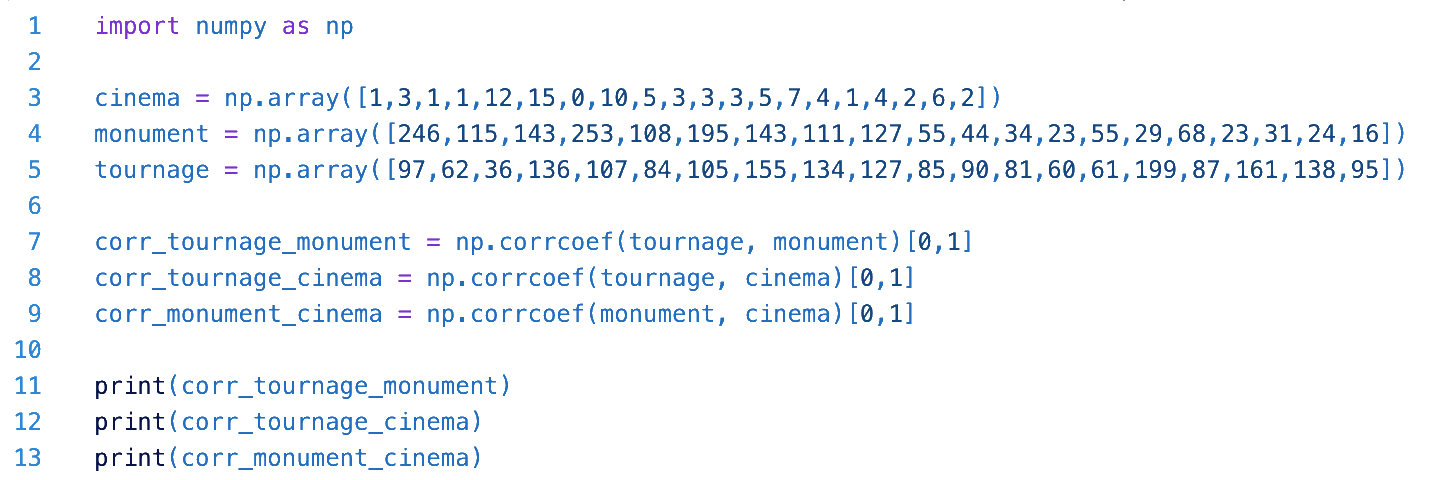 1 import numpy as np
2
3 cinema = np.array([1,3,1,1,12,15,0,10,5,3,3,3,5,7,4,1,4,2,6,2])
4 monument = np.array([246,115,143,253,108,195,143,111,127,55,44,34,23,55,29,68,23,31,24,16])
5 tournage = np.array([97,62,36,136,107,84,105,155,134,127,85,90,81,60,61,199,87,161,138,95])
6
7 corr_tournage_monument = np.corrcoef(tournage, monument)[0,1]
8 corr_tournage_cinema = np.corrcoef(tournage, cinema)[0,1]
9 corr_monument_cinema = np.corrcoef(monument, cinema)[0,1]
10
11 print(corr_tournage_monument)
12 print(corr_tournage_cinema)
13 print(corr_monument_cinema)